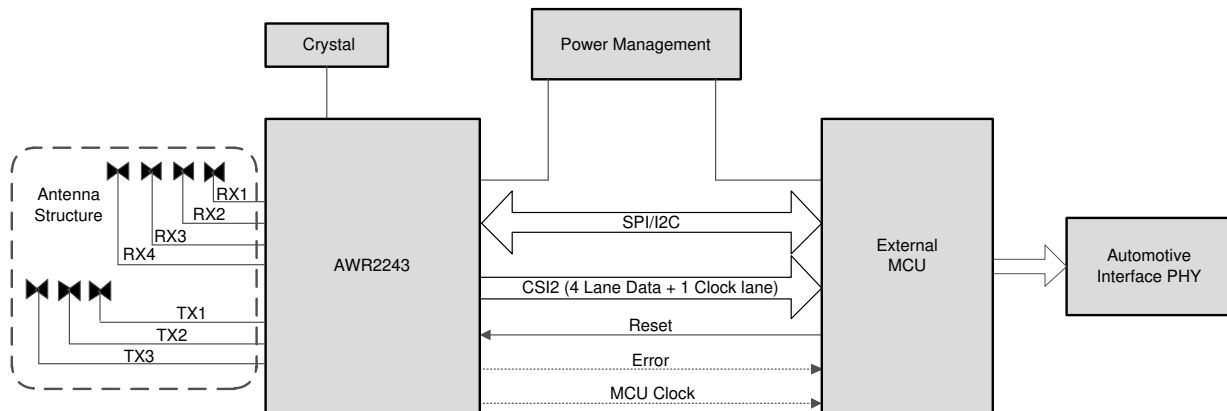 Crystal
Power Management
Antenna
Structure
RX1
RX2
RX3
RX4
TX1
TX2
TX3
AWR2243
SPI/I2C
CSI2 (4 Lane Data + 1 Clock lane)
Reset
Error
MCU Clock
External
MCU
Automotive
Interface PHY